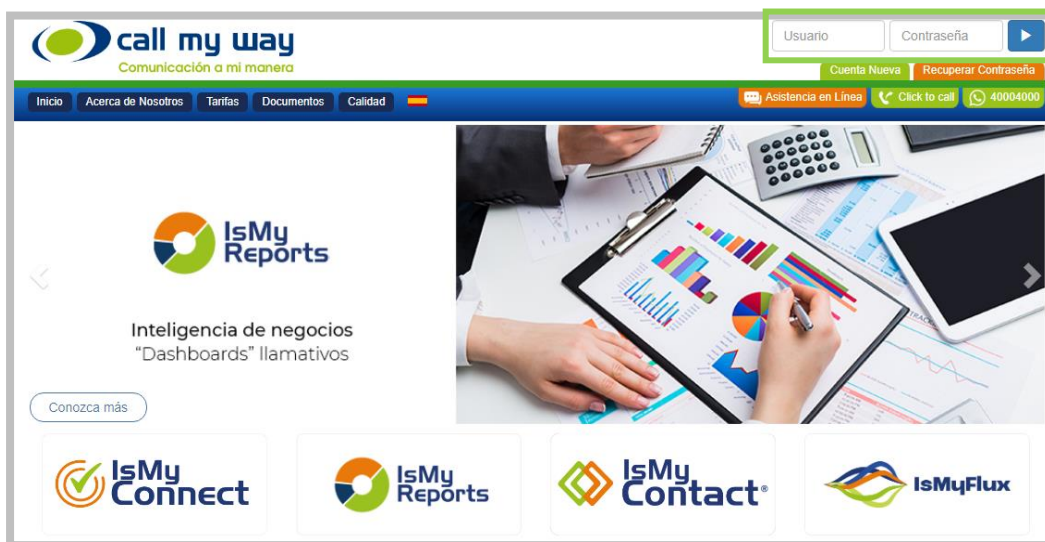 call my way
Comunicación a mi manera
Usuario
Contraseña
Cuenta Nueva
Recuperar Contraseña
Inicio
Acerca de Nosotros
Tarifas
Documentos
Calidad
Asistencia en Línea
Click to call
40004000
IsMy
Reports
Inteligencia de negocios
“Dashboards” llamativos
Conozca más
IsMy
Connect
IsMy
Reports
IsMy
Contact®
IsMyFlux